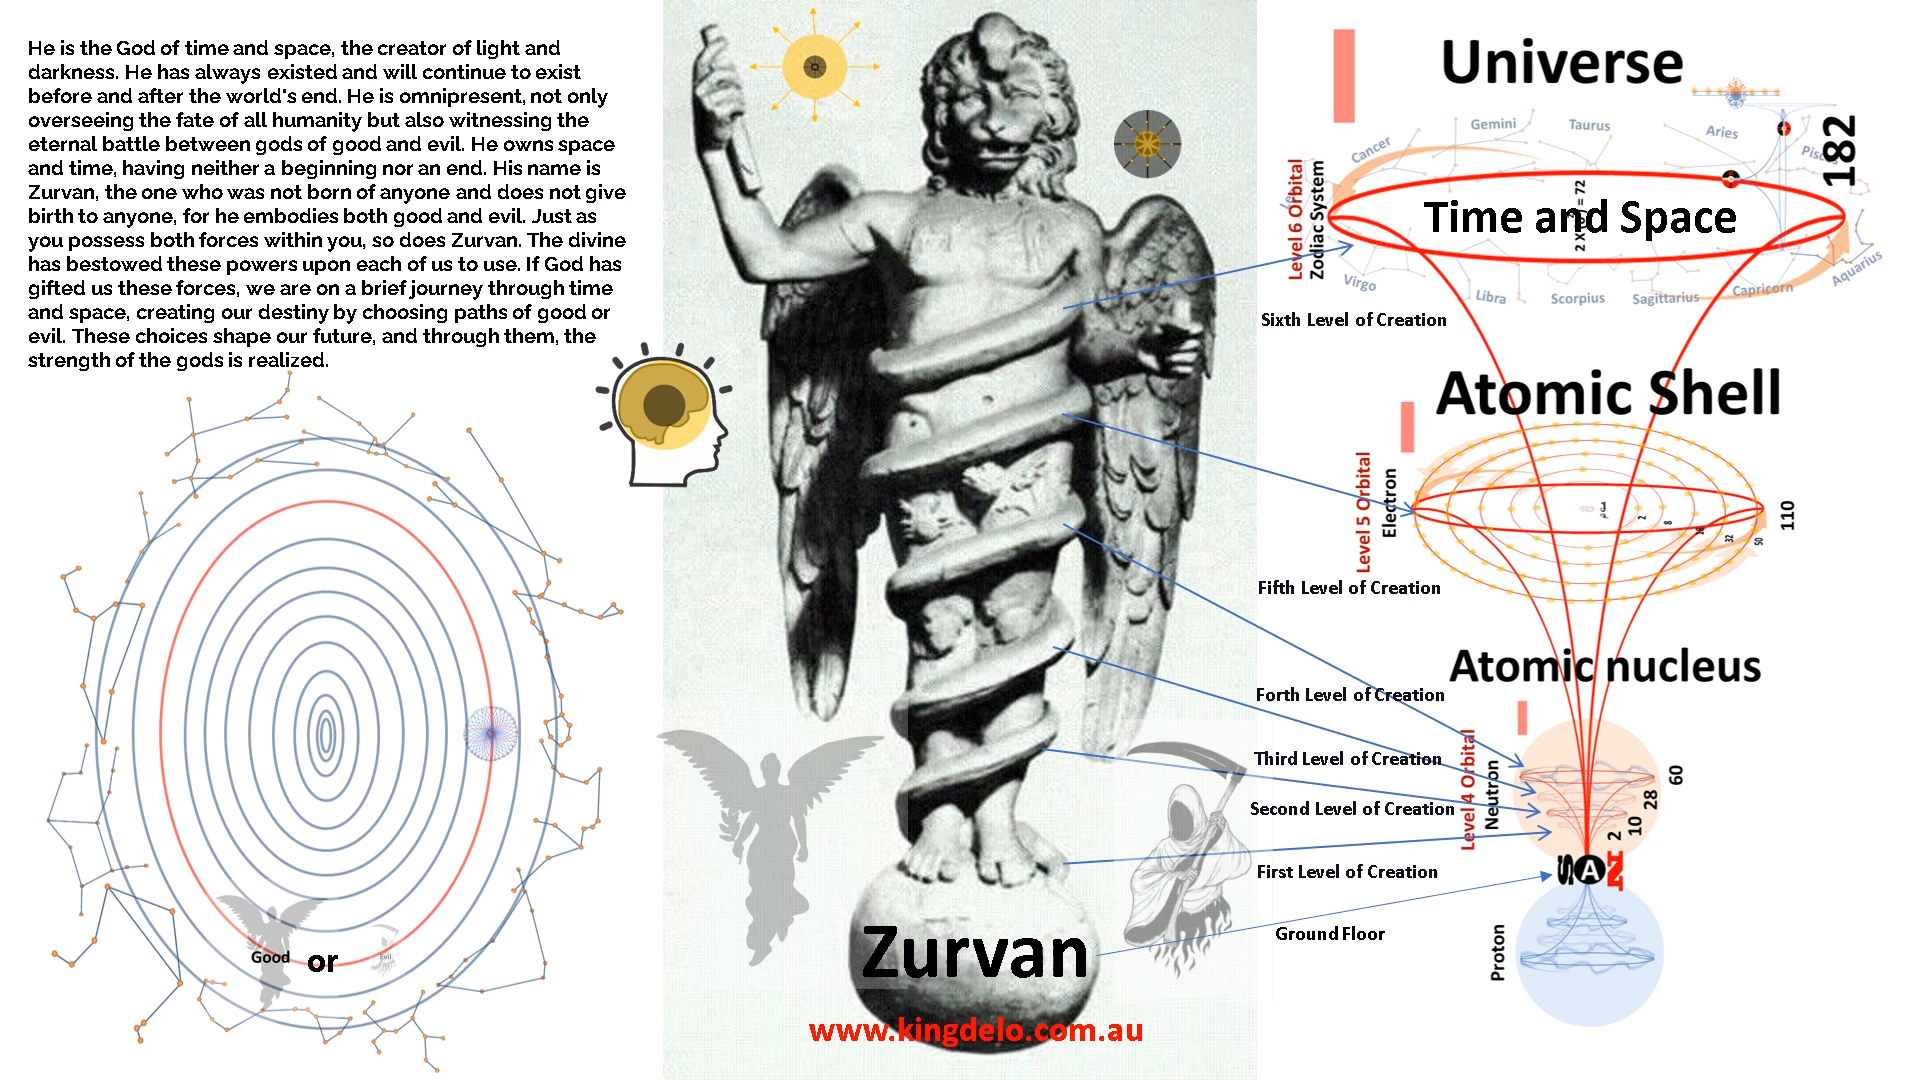 He is the God of time and space, the creator of light and
darkness. He has always existed and will continue to exist
before and after the world's end. He is omnipresent, not only
overseeing the fate of all humanity but also witnessing the
eternal battle between gods of good and evil. He owns space
and time, having neither a beginning nor an end. His name is
Zurvan, the one who was not born of anyone and does not give
birth to anyone, for he embodies both good and evil. Just as
you possess both forces within you, so does Zurvan. The divine
has bestowed these powers upon each of us to use. If God has
gifted us these forces, we are on a brief journey through time
and space, creating our destiny by choosing paths of good or
evil. These choices shape our future, and through them, the
strength of the gods is realized.
Good
or
Evil
Zurvan
www.kingdelo.com.au
Universe
Cancer
Gemini
Taurus
Aries
182
Level 6 Orbital
Zodiac System
Time and Space
Virgo
Libra
Scorpius
Sagittarius
Capricorn
Aquarius
Sixth Level of Creation
Atomic Shell
Level 5 Orbital
Electron
2
8
32
50
110
Fifth Level of Creation
Atomic nucleus
Forth Level of Creation
Third Level of Creation
Second Level of Creation
First Level of Creation
Ground Floor
Level 4 Orbital
Neutron
60
28
10
2
S
A
N
Proton